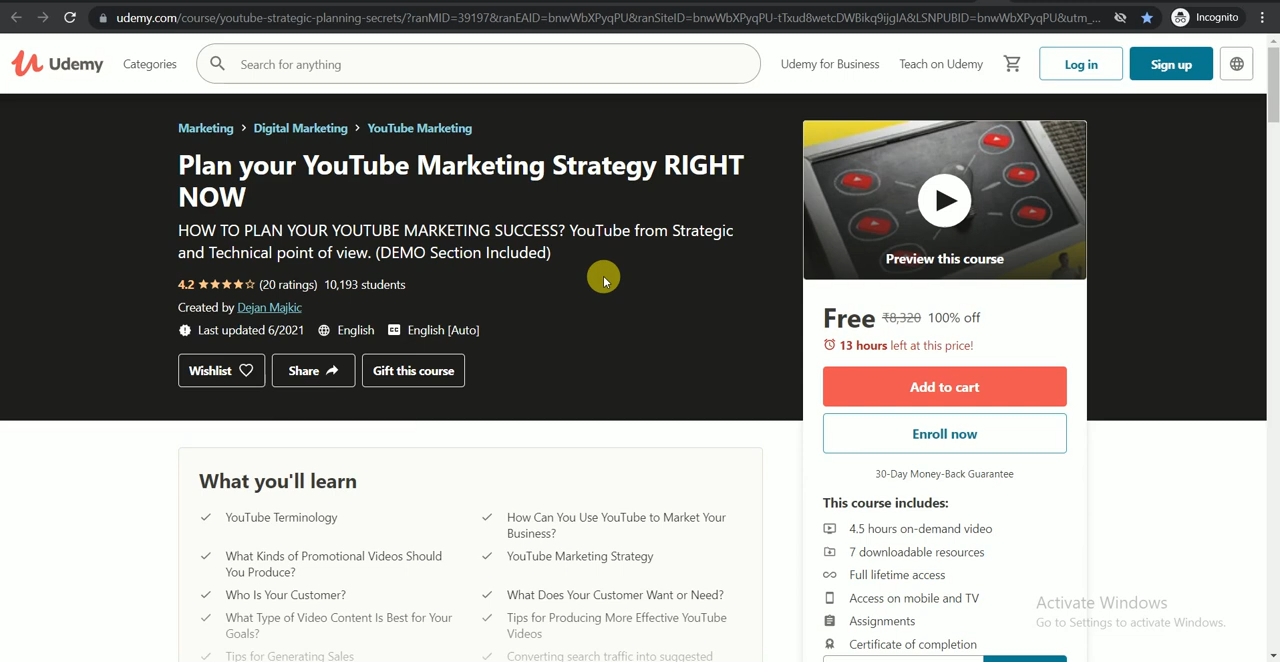 udemy.com/course/youtube-strategic-planning-secrets/?ranMID=39197&ranEAID=bnwWbXPyqPU&ranSiteID=bnwWbXPyqPU-tTxud8wetcDWBikq9ijgIA&LSNPUBID=bnwWbXPyqPU&utm_...
Incognito
Udemy
Categories
Search for anything
Udemy for Business
Teach on Udemy
Log in
Sign up
Marketing > Digital Marketing > YouTube Marketing
Plan your YouTube Marketing Strategy RIGHT
NOW
HOW TO PLAN YOUR YOUTUBE MARKETING SUCCESS? YouTube from Strategic
and Technical point of view. (DEMO Section Included)
4.2 (20 ratings) 10,193 students
Created by Dejan Majkic
Last updated 6/2021 English English [Auto]
Wishlist
Share
Gift this course
Preview this course
Free ₹8,320 100% off
13 hours left at this price!
Add to cart
Enroll now
30-Day Money-Back Guarantee
This course includes:
4.5 hours on-demand video
7 downloadable resources
Full lifetime access
Access on mobile and TV
Assignments
Certificate of completion
What you'll learn
YouTube Terminology
How Can You Use YouTube to Market Your
Business?
What Kinds of Promotional Videos Should
You Produce?
YouTube Marketing Strategy
Who Is Your Customer?
What Does Your Customer Want or Need?
What Type of Video Content Is Best for Your
Goals?
Tips for Producing More Effective YouTube
Videos
Tips for Generating Sales
Converting search traffic into suggested
Activate Windows
Go to Settings to activate Windows.